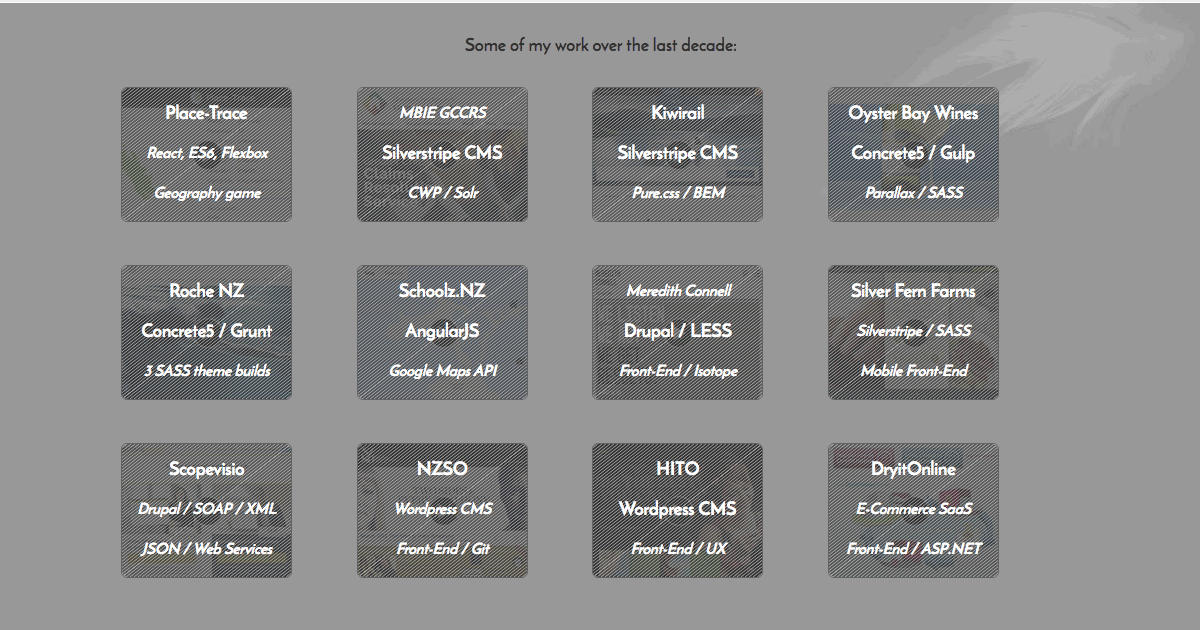 Some of my work over the last decade:
Place-Trace
React, ES6, Flexbox
Geography game
MBIE GCCRS
Silverstripe CMS
CWP / Solr
Claims
Kiwirail
Silverstripe CMS
Pure.css / BEM
Oyster Bay Wines
Concrete5 / Gulp
Parallax / SASS
Roche NZ
Concrete5 / Grunt
3 SASS theme builds
Schoolz.NZ
AngularJS
Google Maps API
Meredith Connell
Drupal / LESS
Front-End / Isotope
Silver Fern Farms
Silverstripe / SASS
Mobile Front-End
Scopevisio
Drupal / SOAP / XML
JSON / Web Services
NZSO
Wordpress CMS
Front-End / Git
HITO
Wordpress CMS
Front-End / UX
DryitOnline
E-Commerce SaaS
Front-End / ASP.NET